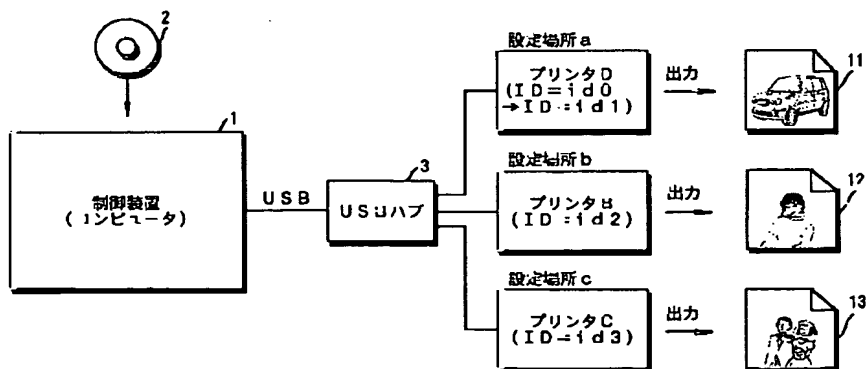 2
1
制御装置
(コンピュータ)
USB
3
USBハブ
設定場所a
プリンタD
(ID=id0
→ID=id1)
出力
11
設定場所b
プリンタB
(ID=id2)
出力
12
設定場所c
プリンタC
(ID=id3)
出力
13